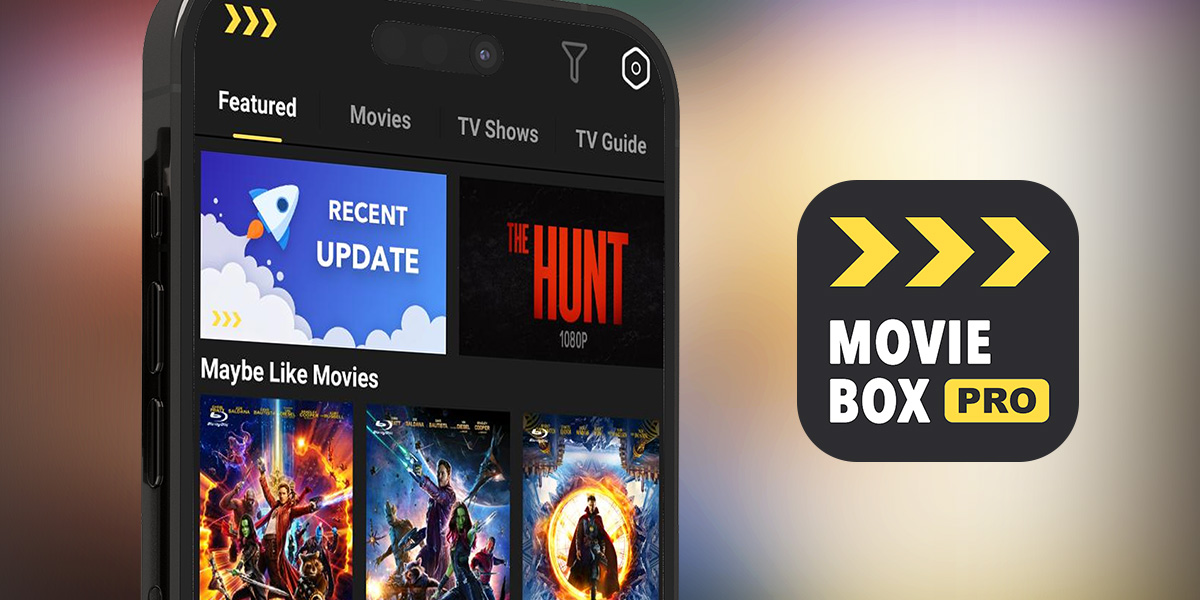 Featured
Movies
TV Shows
TV Guide
RECENT
UPDATE
THE
HUNT
1080P
Maybe Like Movies
MOVIE
BOX PRO